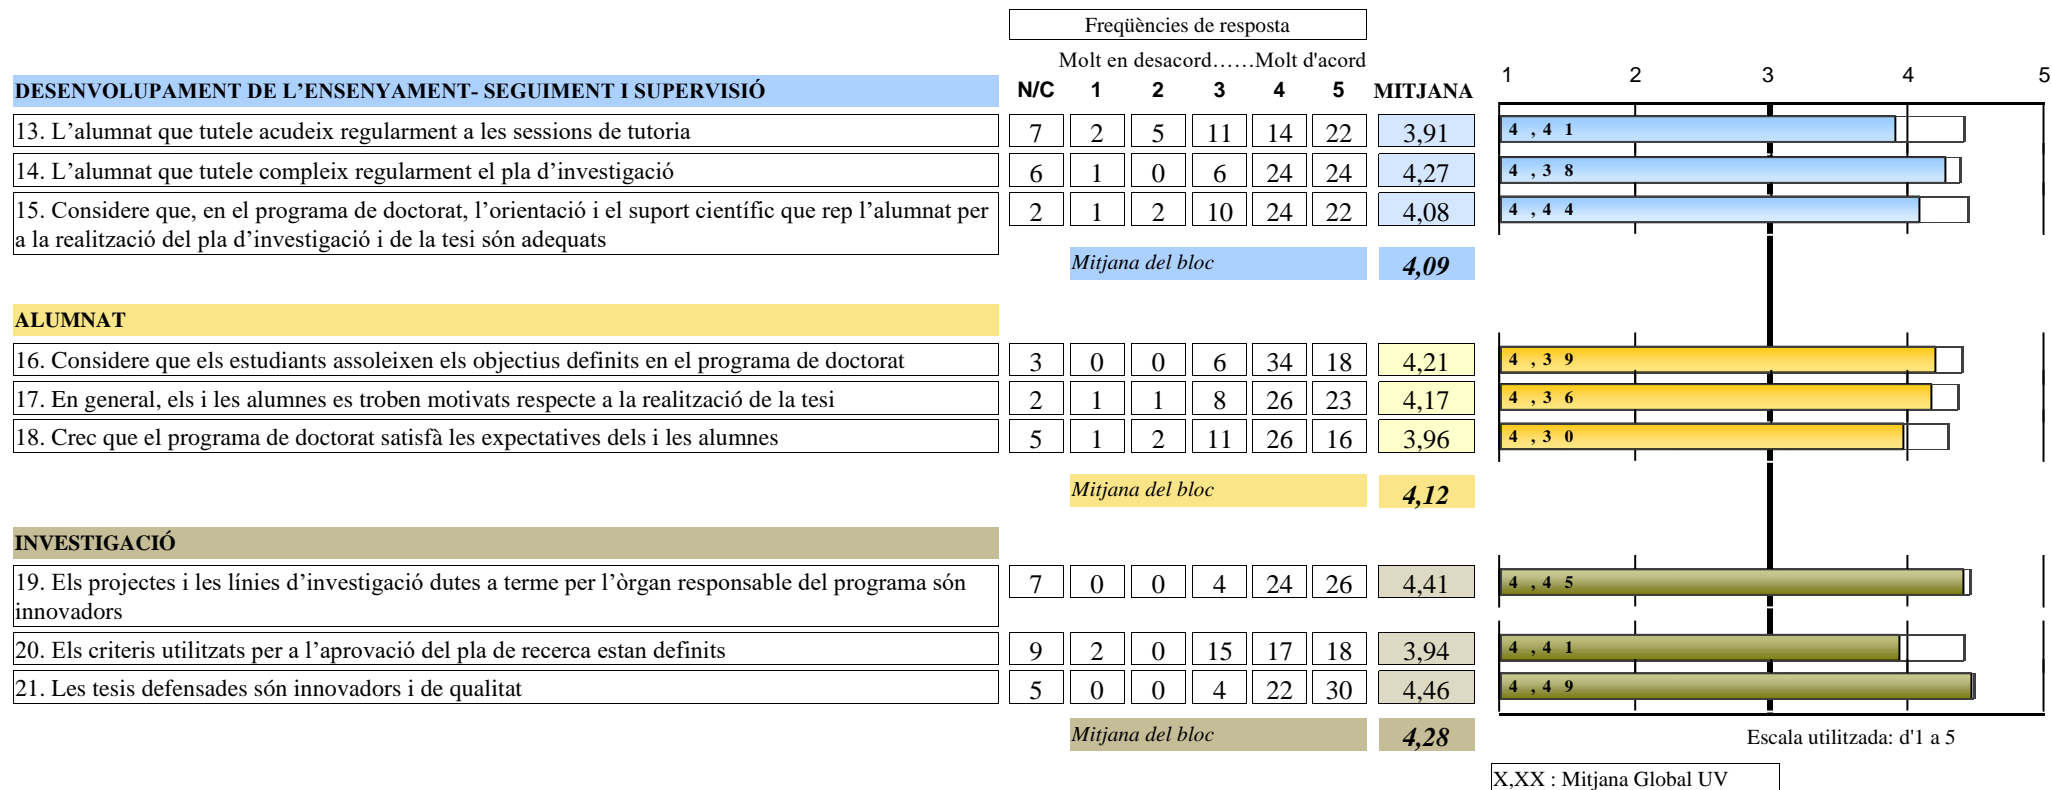 Freqüències de resposta
Molt en desacord……Molt d'acord
DESENVOLUPAMENT DE L’ENSENYAMENT- SEGUIMENT I SUPERVISIÓ N/C 1 2 3 4 5 MITJANA 1 2 3 4 5
13. L’alumnat que tutele acudeix regularment a les sessions de tutoria 7 2 5 11 14 22 3,91 4,41
14. L’alumnat que tutele compleix regularment el pla d’investigació 6 1 0 6 24 24 4,27 4,38
15. Considere que, en el programa de doctorat, l’orientació i el suport científic que rep l’alumnat per 2 1 2 10 24 22 4,08 4,44
a la realització del pla d’investigació i de la tesi són adequats
Mitjana del bloc 4,09
ALUMNAT
16. Considere que els estudiants assoleixen els objectius definits en el programa de doctorat 3 0 0 6 34 18 4,21 4,39
17. En general, els i les alumnes es troben motivats respecte a la realització de la tesi 2 1 1 8 26 23 4,17 4,36
18. Crec que el programa de doctorat satisfà les expectatives dels i les alumnes 5 1 2 11 26 16 3,96 4,30
Mitjana del bloc 4,12
INVESTIGACIÓ
19. Els projectes i les línies d’investigació dutes a terme per l’òrgan responsable del programa són 7 0 0 4 24 26 4,41 4,45
innovadors
20. Els criteris utilitzats per a l’aprovació del pla de recerca estan definits 9 2 0 15 17 18 3,94 4,41
21. Les tesis defensades són innovadors i de qualitat 5 0 0 4 22 30 4,46 4,49
Mitjana del bloc 4,28
Escala utilitzada: d'1 a 5
X,XX : Mitjana Global UV